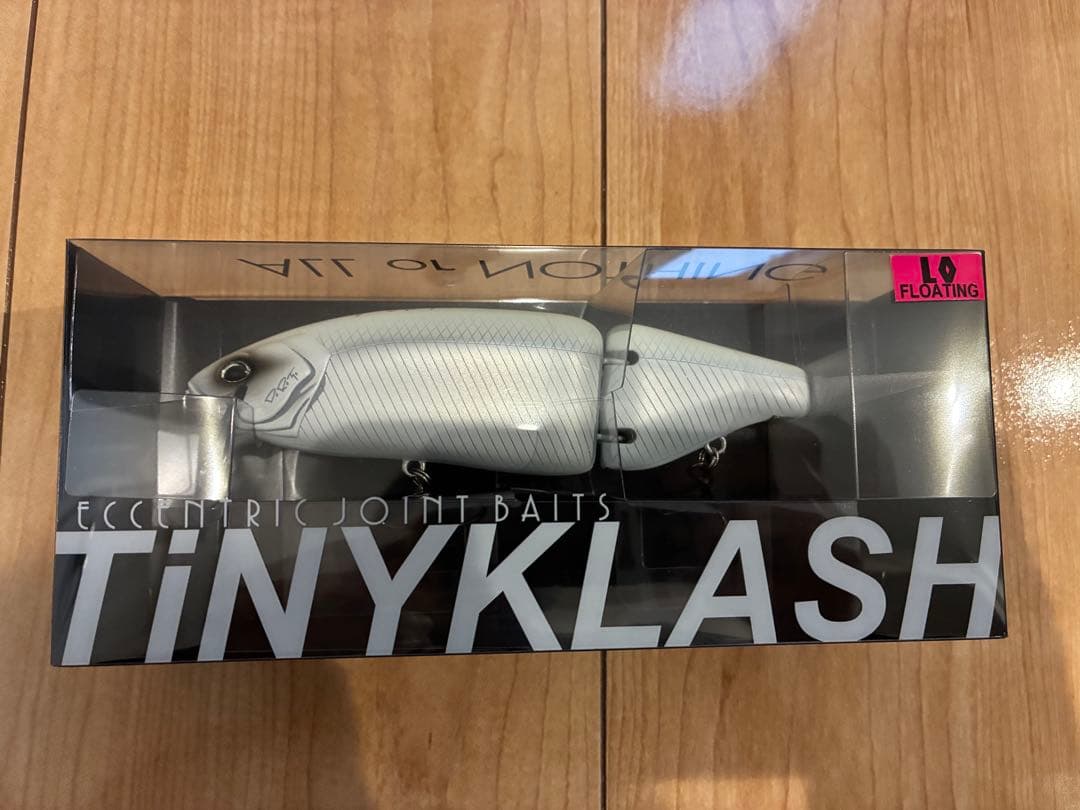 ALL or NOTHING
LO
FLOATING
D.R.T.
ECCENTRIC JOINT BAITS
TiNYKLASH